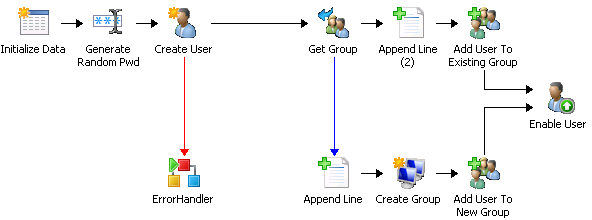 Initialize Data
Generate
Random Pwd
Create User
Get Group
Append Line
(2)
Add User To
Existing Group
Enable User
ErrorHandler
Append Line
Create Group
Add User To
New Group